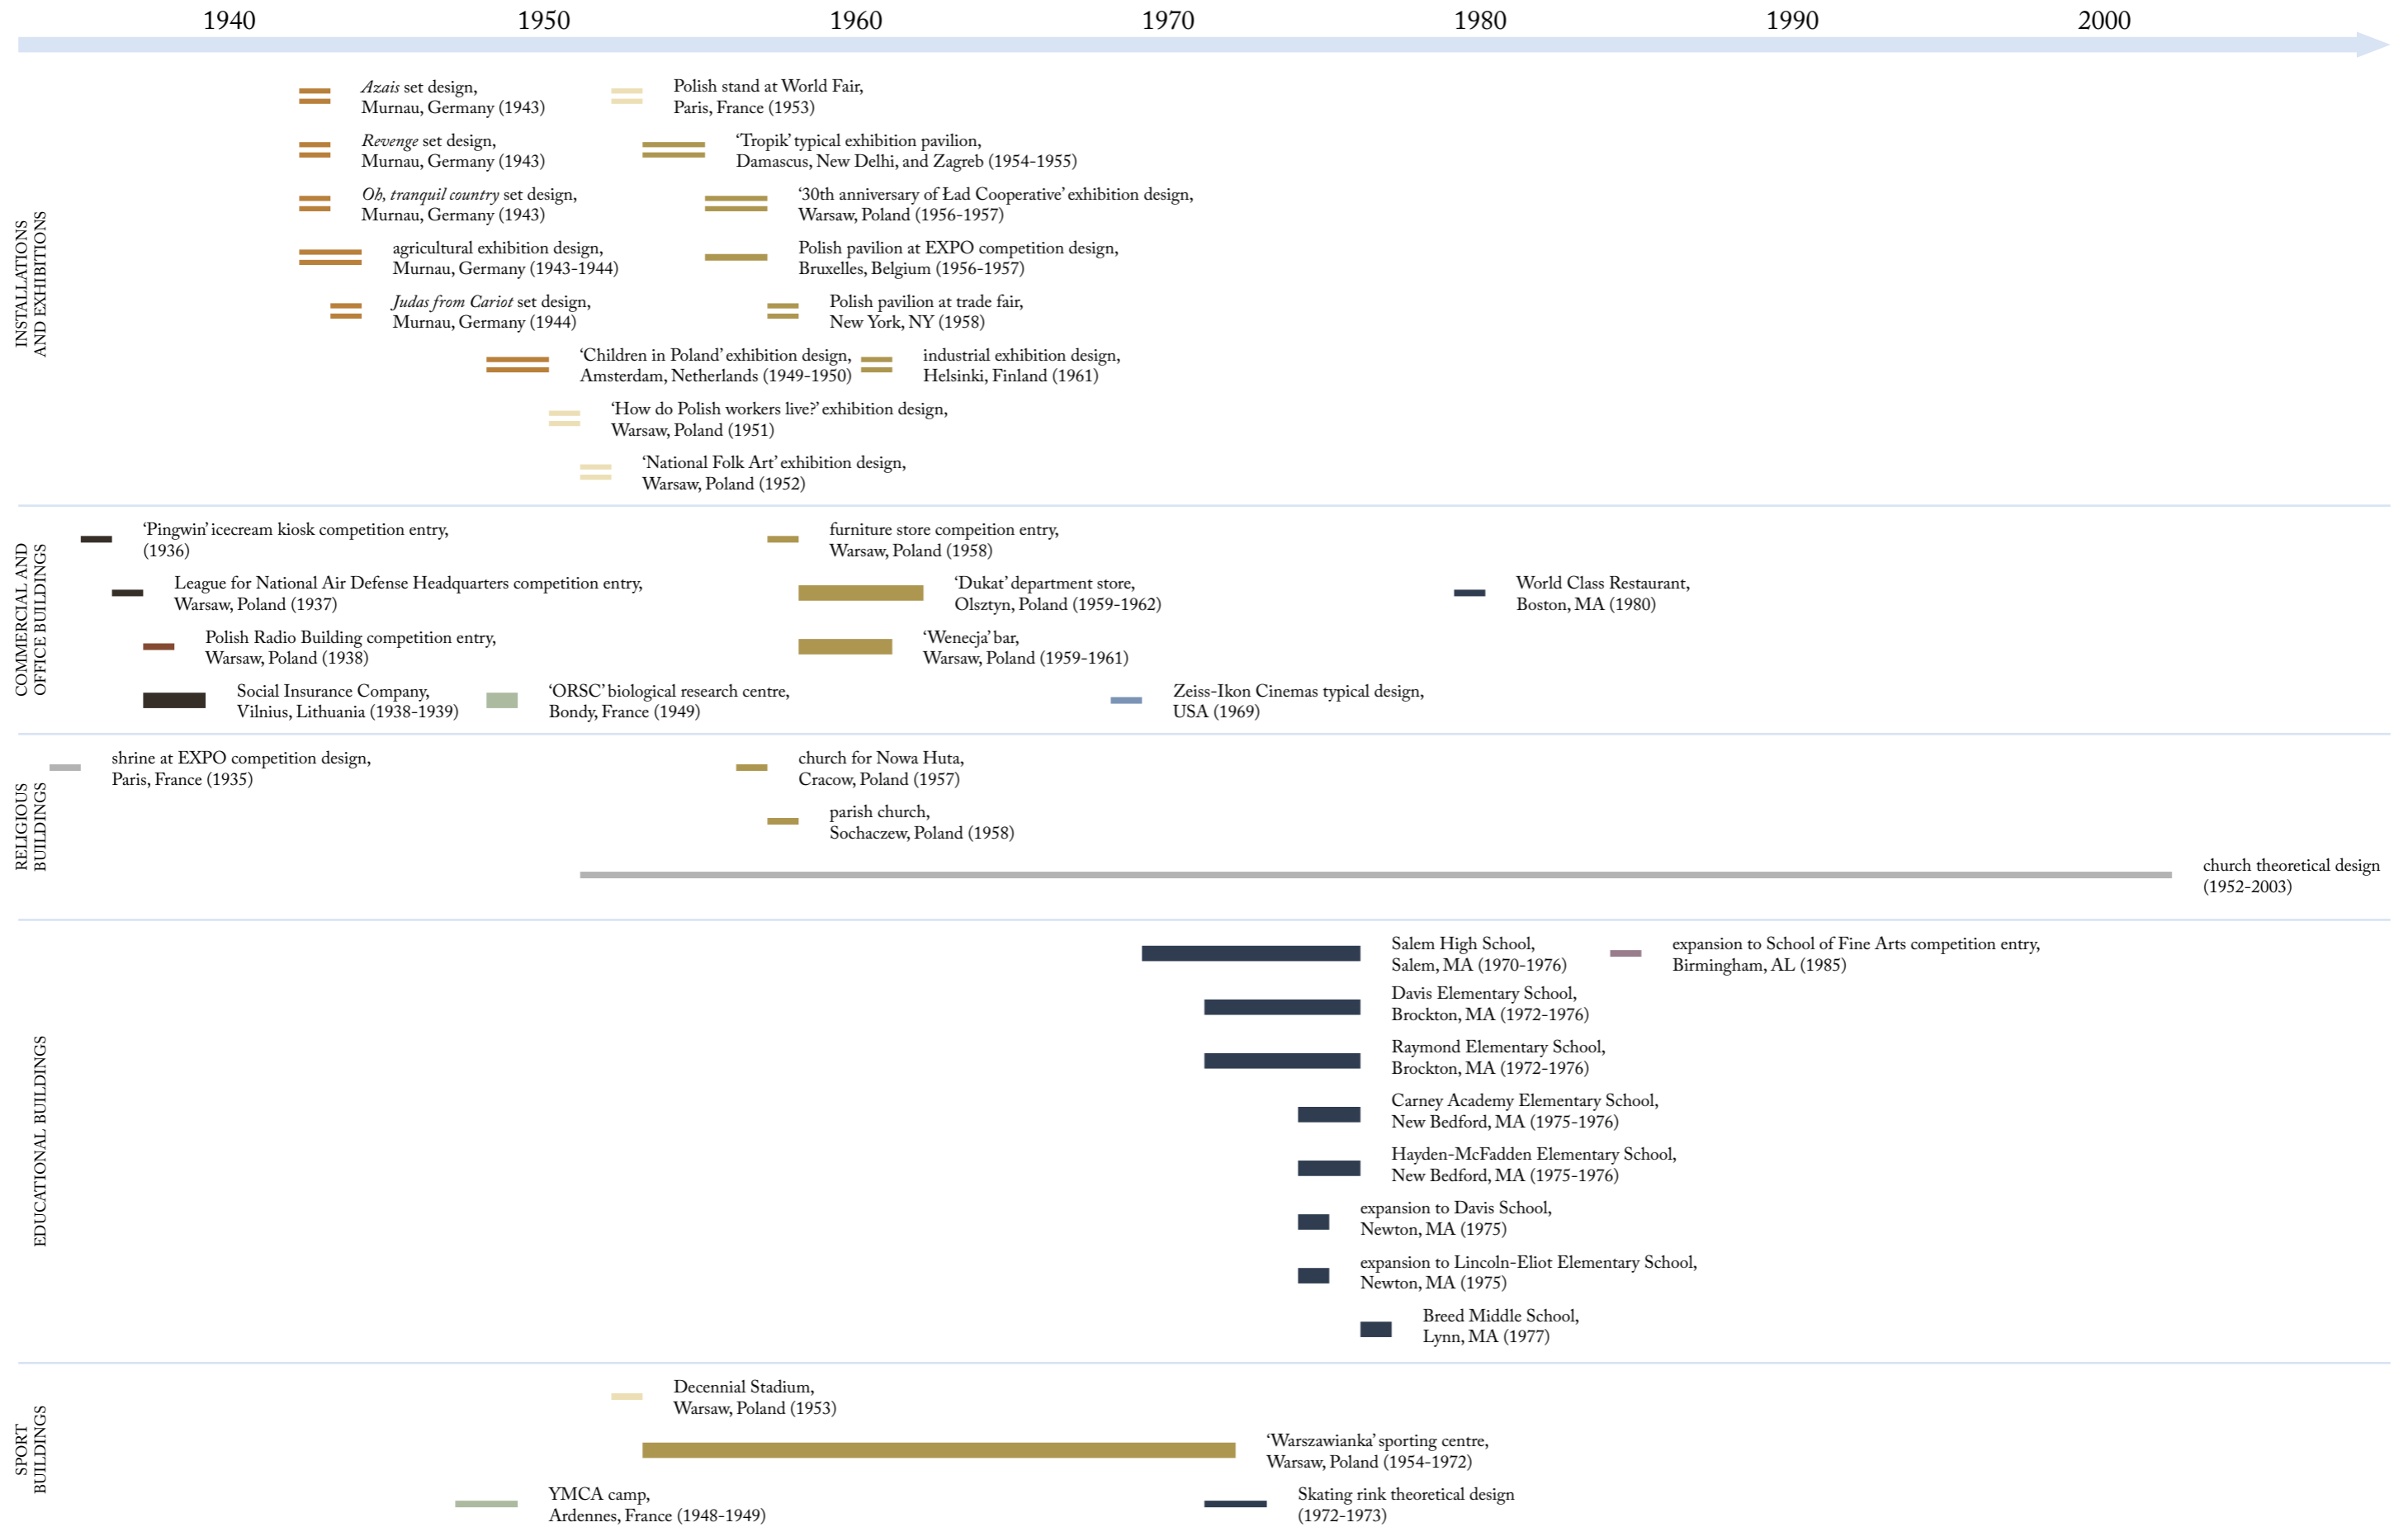 1940 1950 1960 1970 1980 1990 2000
INSTALLATIONS
AND EXHIBITIONS
Azais set design,
Murnau, Germany (1943)
Polish stand at World Fair,
Paris, France (1953)
Revenge set design,
Murnau, Germany (1943)
‘Tropik’ typical exhibition pavilion,
Damascus, New Delhi, and Zagreb (1954-1955)
Oh, tranquil country set design,
Murnau, Germany (1943)
‘30th anniversary of Ład Cooperative’ exhibition design,
Warsaw, Poland (1956-1957)
agricultural exhibition design,
Murnau, Germany (1943-1944)
Polish pavilion at EXPO competition design,
Bruxelles, Belgium (1956-1957)
Judas from Cariot set design,
Murnau, Germany (1944)
Polish pavilion at trade fair,
New York, NY (1958)
‘Children in Poland’ exhibition design,
Amsterdam, Netherlands (1949-1950)
industrial exhibition design,
Helsinki, Finland (1961)
‘How do Polish workers live?’ exhibition design,
Warsaw, Poland (1951)
‘National Folk Art’ exhibition design,
Warsaw, Poland (1952)
COMMERCIAL AND
OFFICE BUILDINGS
‘Pingwin’ icecream kiosk competition entry,
(1936)
furniture store compeition entry,
Warsaw, Poland (1958)
League for National Air Defense Headquarters competition entry,
Warsaw, Poland (1937)
‘Dukat’ department store,
Olsztyn, Poland (1959-1962)
World Class Restaurant,
Boston, MA (1980)
Polish Radio Building competition entry,
Warsaw, Poland (1938)
‘Wenecja’ bar,
Warsaw, Poland (1959-1961)
Social Insurance Company,
Vilnius, Lithuania (1938-1939)
‘ORSC’ biological research centre,
Bondy, France (1949)
Zeiss-Ikon Cinemas typical design,
USA (1969)
RELIGIOUS
BUILDINGS
shrine at EXPO competition design,
Paris, France (1935)
church for Nowa Huta,
Cracow, Poland (1957)
parish church,
Sochaczew, Poland (1958)
church theoretical design
(1952-2003)
EDUCATIONAL BUILDINGS
Salem High School,
Salem, MA (1970-1976)
expansion to School of Fine Arts competition entry,
Birmingham, AL (1985)
Davis Elementary School,
Brockton, MA (1972-1976)
Raymond Elementary School,
Brockton, MA (1972-1976)
Carney Academy Elementary School,
New Bedford, MA (1975-1976)
Hayden-McFadden Elementary School,
New Bedford, MA (1975-1976)
expansion to Davis School,
Newton, MA (1975)
expansion to Lincoln-Eliot Elementary School,
Newton, MA (1975)
Breed Middle School,
Lynn, MA (1977)
SPORT
BUILDINGS
Decennial Stadium,
Warsaw, Poland (1953)
‘Warszawianka’ sporting centre,
Warsaw, Poland (1954-1972)
YMCA camp,
Ardennes, France (1948-1949)
Skating rink theoretical design
(1972-1973)